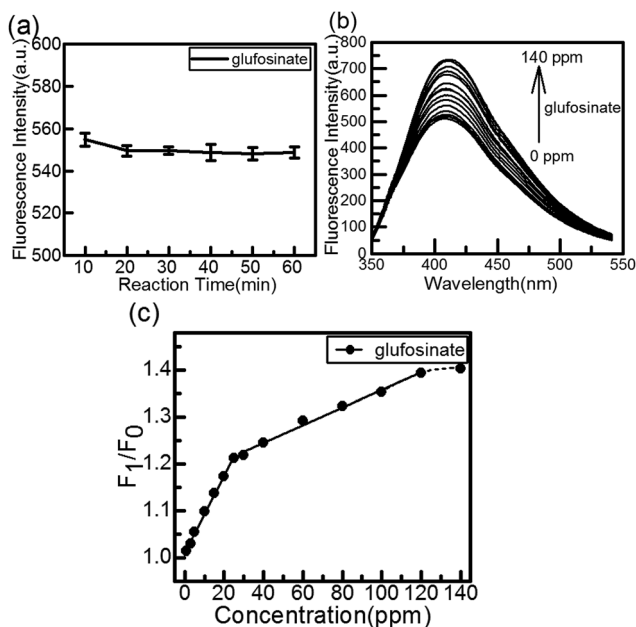 (a)
600
580
560
540
520
500
Fluorescence Intensity(a.u.)
glufosinate
10 20 30 40 50 60
Reaction Time(min)
(b)
800
700
600
500
400
300
200
100
0
Fluorescence Intensity(a.u.)
140 ppm
glufosinate
0 ppm
350 400 450 500 550
Wavelength(nm)
(c)
1.4
1.3
1.2
1.1
1.0
F1/F0
glufosinate
0 20 40 60 80 100 120 140
Concentration(ppm)